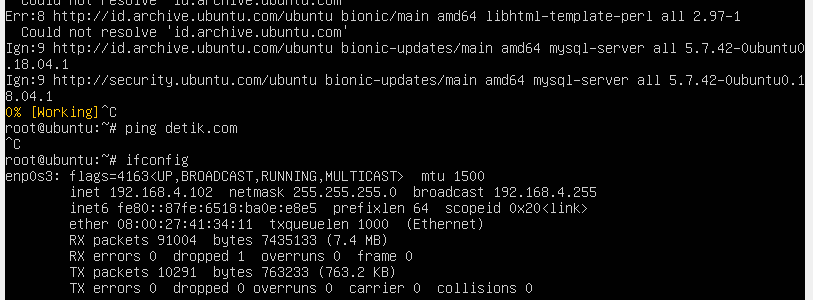 Could not resolve 'id.archive.ubuntu.com'
Err:8 http://id.archive.ubuntu.com/ubuntu bionic/main amd64 libhtml-template-perl all 2.97-1
  Could not resolve 'id.archive.ubuntu.com'
Ign:9 http://id.archive.ubuntu.com/ubuntu bionic-updates/main amd64 mysql-server all 5.7.42-0ubuntu0
.18.04.1
Ign:9 http://security.ubuntu.com/ubuntu bionic-updates/main amd64 mysql-server all 5.7.42-0ubuntu0.1
8.04.1
0% [Working]^C
root@ubuntu:~# ping detik.com
^C
root@ubuntu:~# ifconfig
enp0s3: flags=4163<UP,BROADCAST,RUNNING,MULTICAST>  mtu 1500
        inet 192.168.4.102  netmask 255.255.255.0  broadcast 192.168.4.255
        inet6 fe80::87fe:6518:ba0e:e8e5  prefixlen 64  scopeid 0x20<link>
        ether 08:00:27:41:34:11  txqueuelen 1000  (Ethernet)
        RX packets 91004  bytes 7435133 (7.4 MB)
        RX errors 0  dropped 1  overruns 0  frame 0
        TX packets 10291  bytes 763233 (763.2 KB)
        TX errors 0  dropped 0 overruns 0  carrier 0  collisions 0